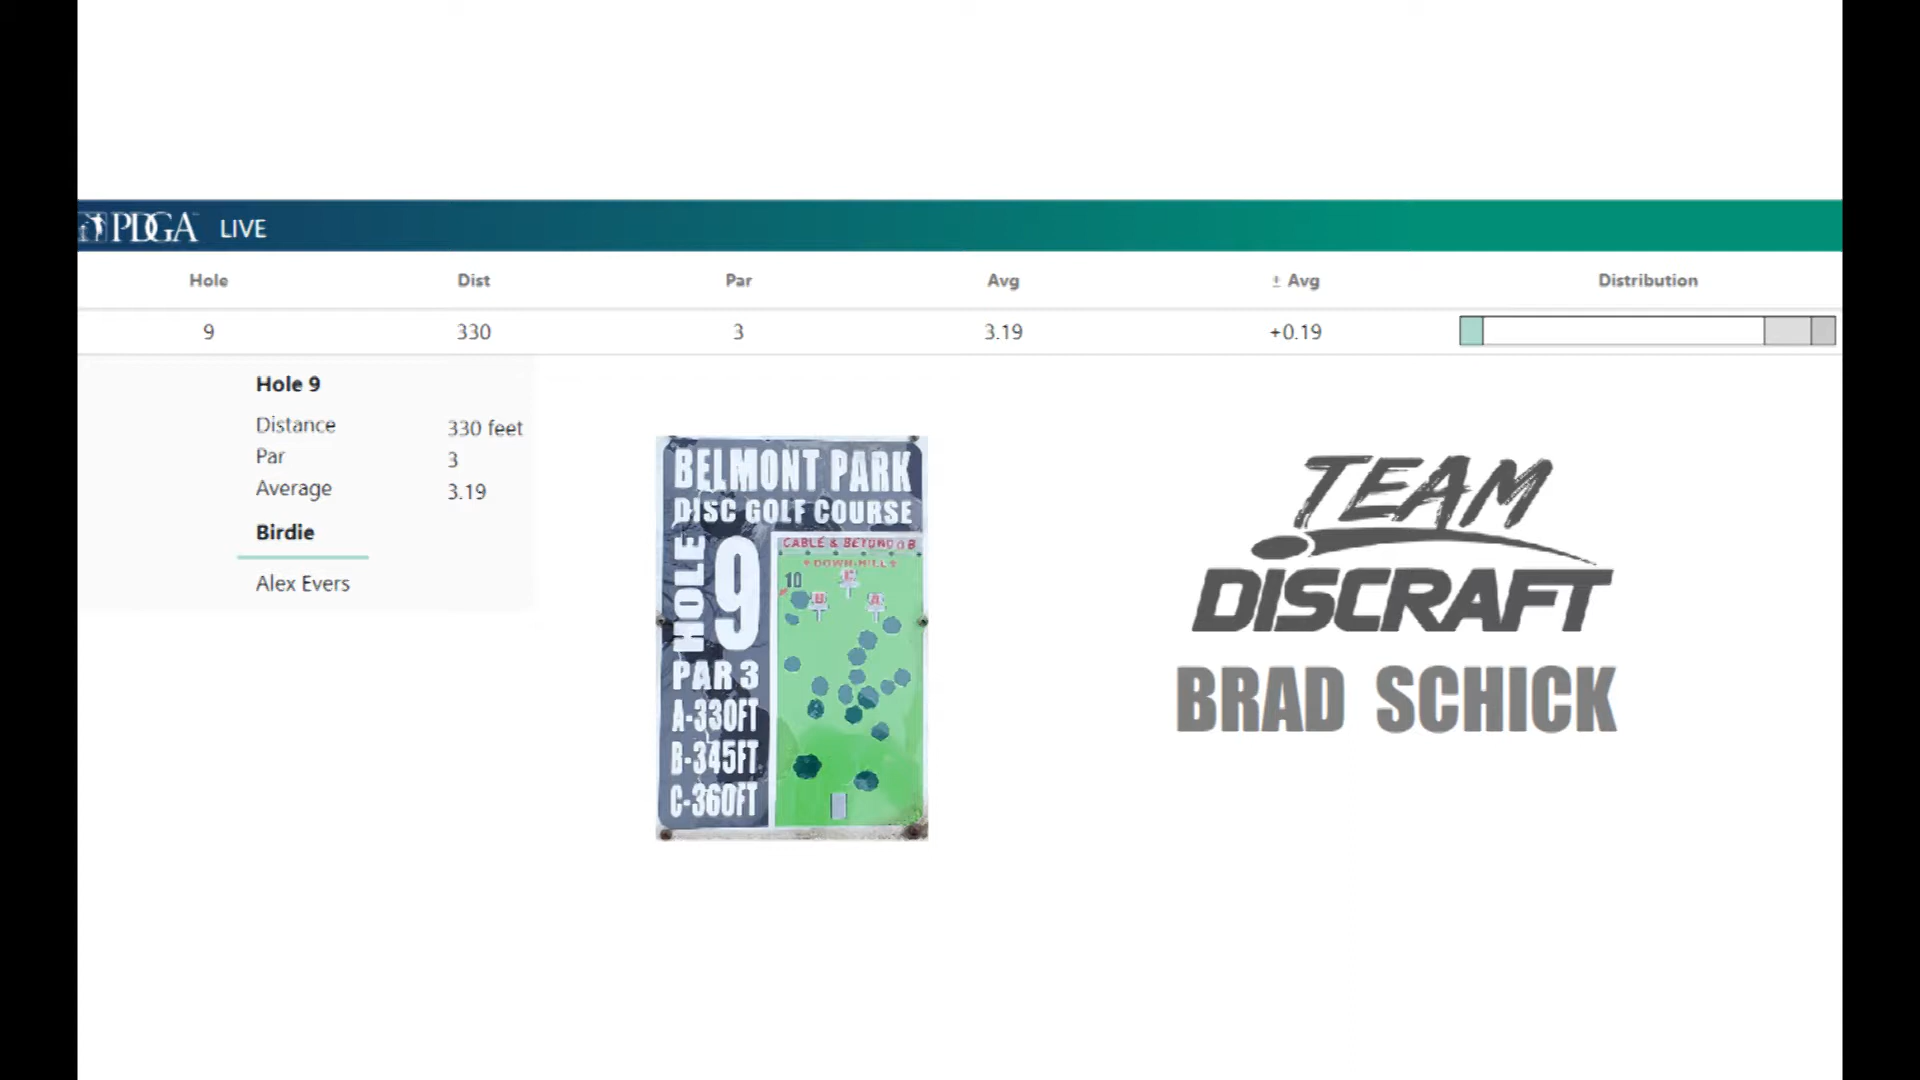 PDGA LIVE
Hole Dist Par Avg ± Avg Distribution
9 330 3 3.19 +0.19
Hole 9
Distance 330 feet
Par 3
Average 3.19
Birdie
Alex Evers
BELMONT PARK
DISC GOLF COURSE
HOLE 9
PAR 3
A-330FT
B-345FT
C-360FT
CABLE & BEYOND OB
DOWN HILL
10
C
B
A
TEAM
DISCRAFT
BRAD SCHICK